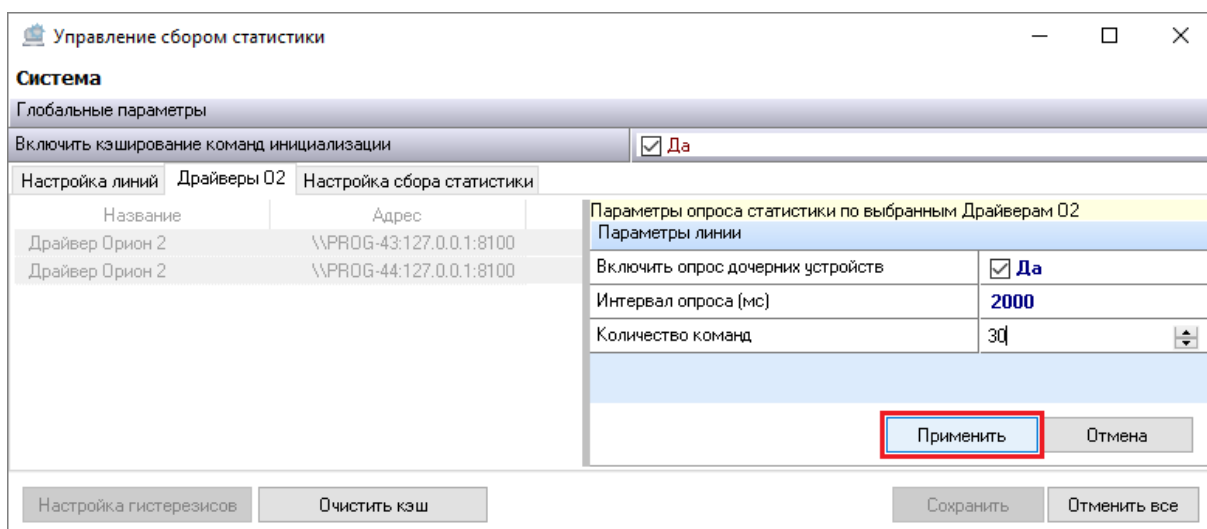 Управление сбором статистики
Система
Глобальные параметры
Включить кэширование команд инициализации Да
Настройка линий Драйверы О2 Настройка сбора статистики
Название Адрес
Драйвер Орион 2 \\PROG-43:127.0.0.1:8100
Драйвер Орион 2 \\PROG-44:127.0.0.1:8100
Параметры опроса статистики по выбранным Драйверам О2
Параметры линии
Включить опрос дочерних устройств Да
Интервал опроса (мс) 2000
Количество команд 30
Применить Отмена
Настройка гистерезисов Очистить кэш Сохранить Отменить все